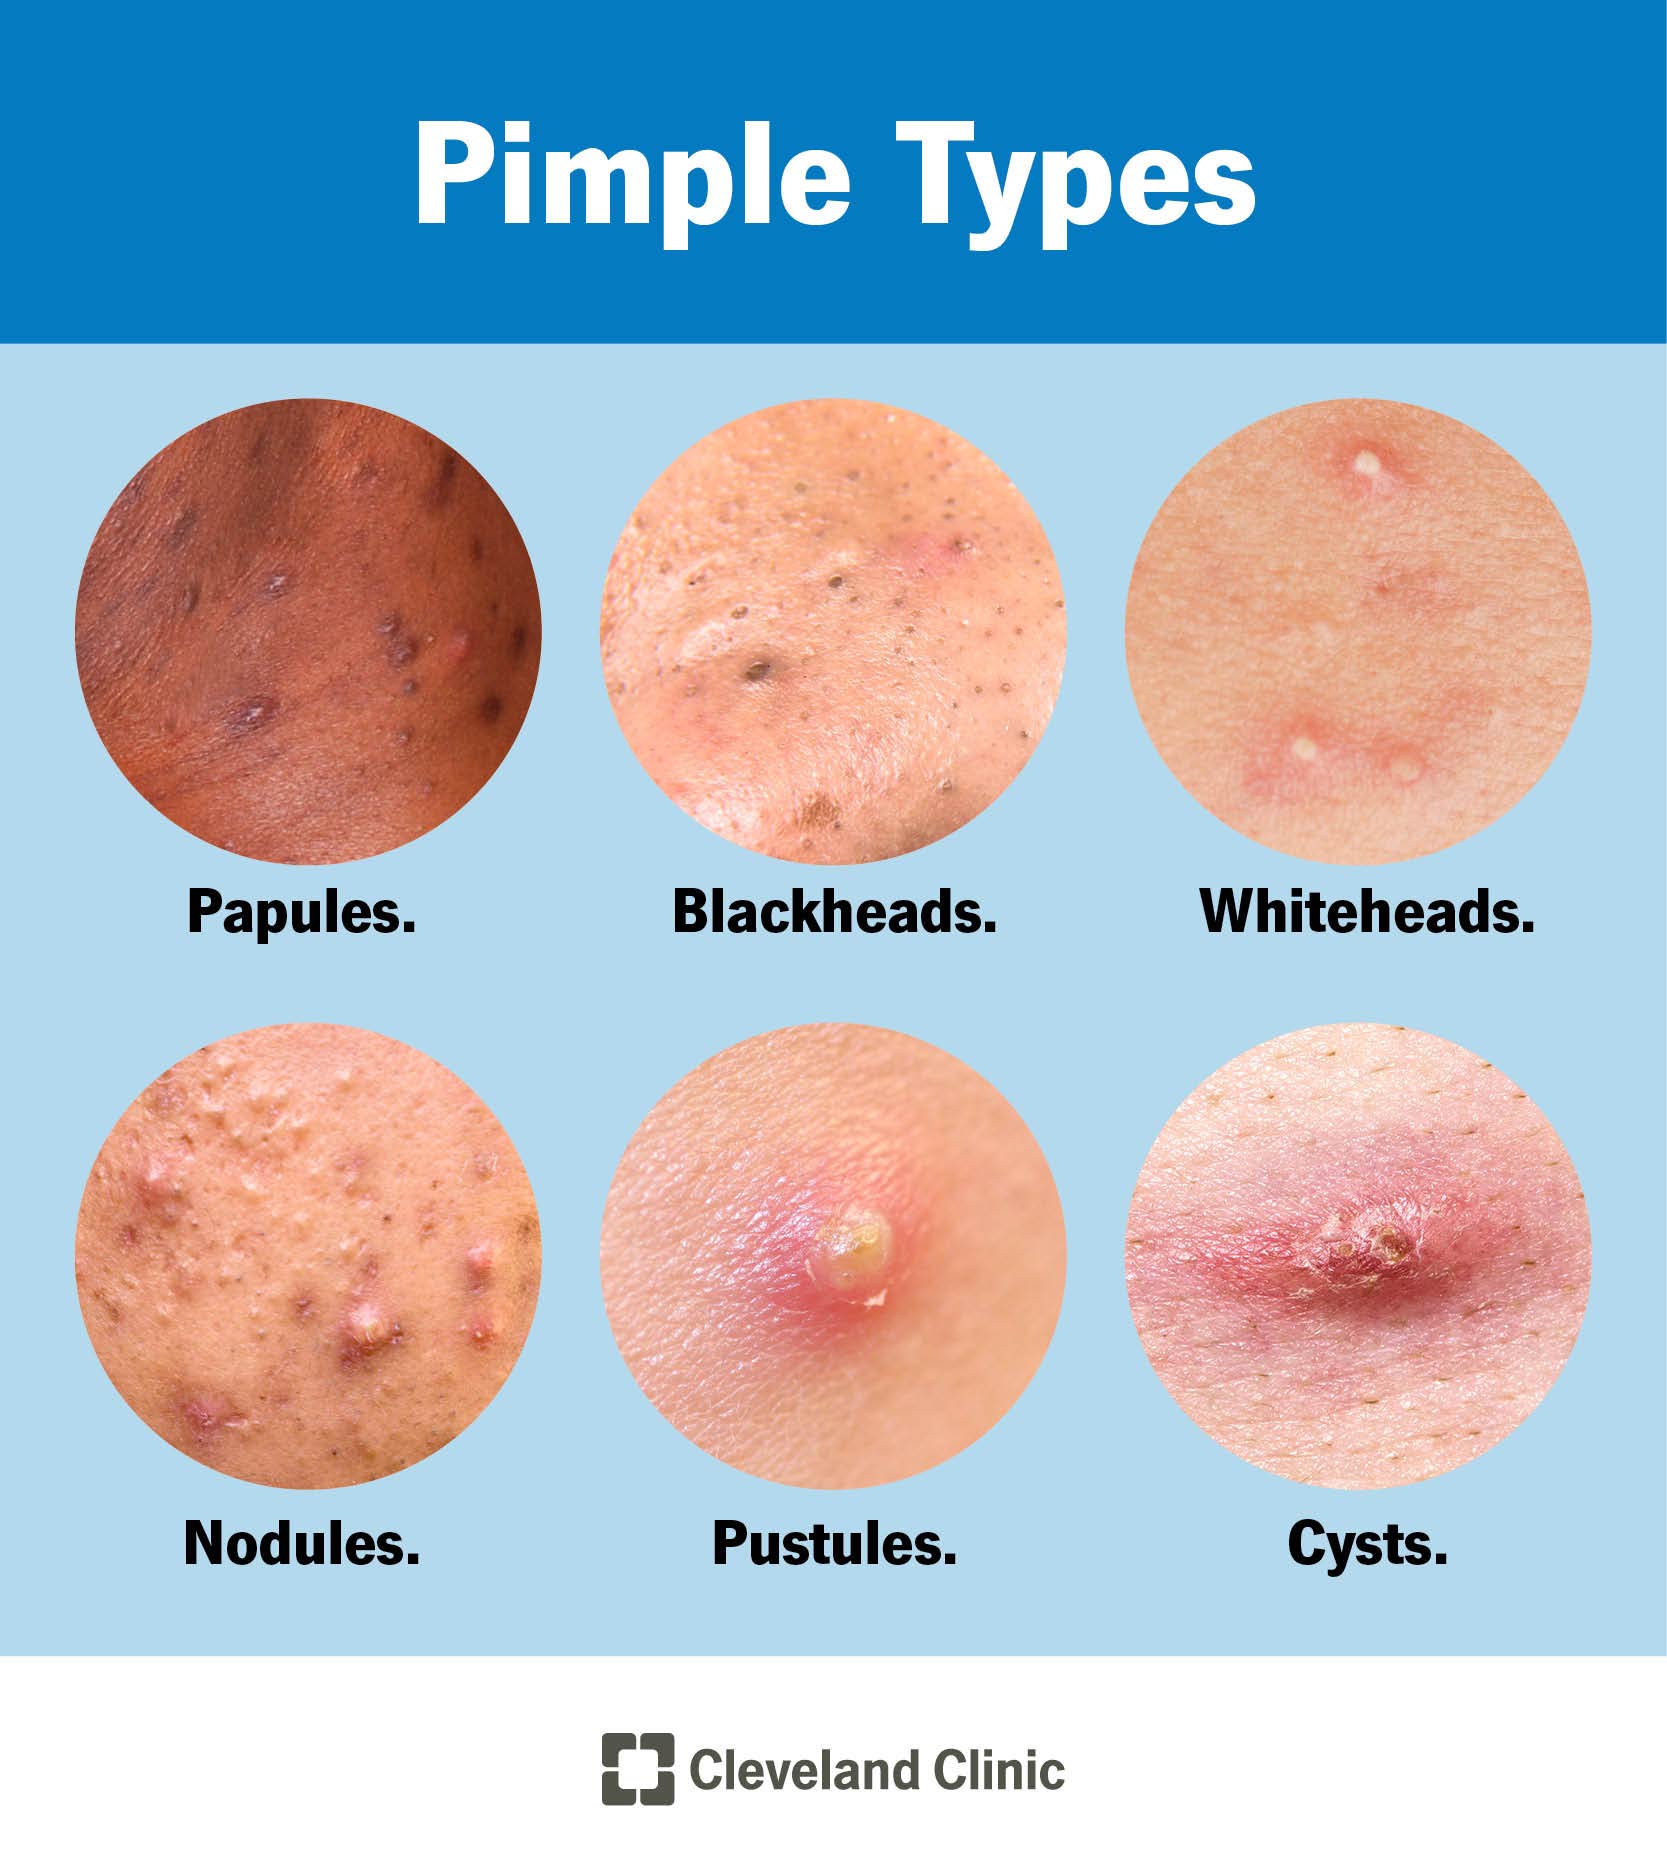 Pimple Types
Papules.
Blackheads.
Whiteheads.
Nodules.
Pustules.
Cysts.
Cleveland Clinic